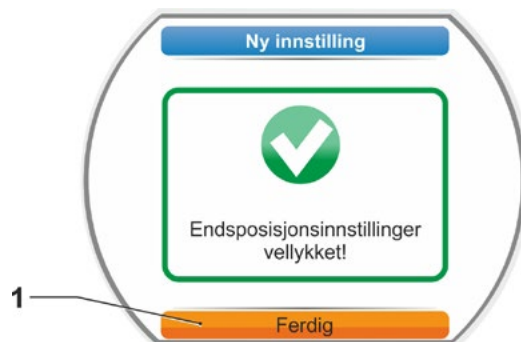 Ny innstilling
Endsposisjonsinnstillinger
vellykket!
1
Ferdig